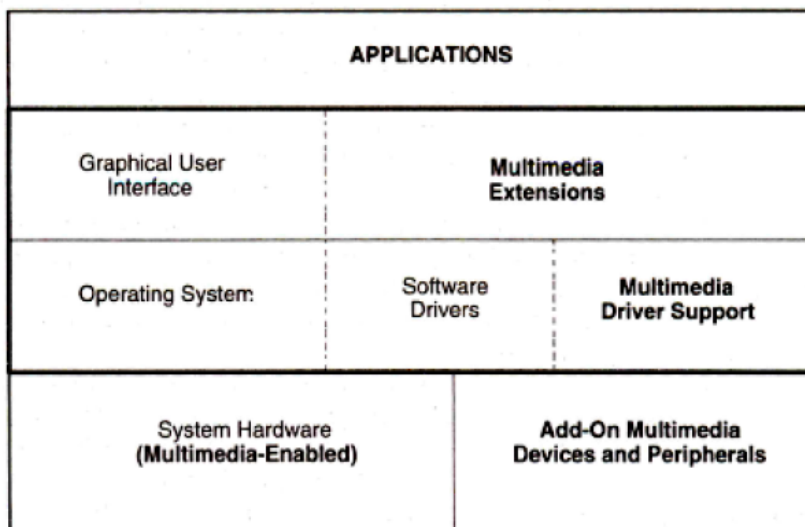 APPLICATIONS
Graphical User
Interface
Multimedia
Extensions
Operating System
Software
Drivers
Multimedia
Driver Support
System Hardware
(Multimedia-Enabled)
Add-On Multimedia
Devices and Peripherals